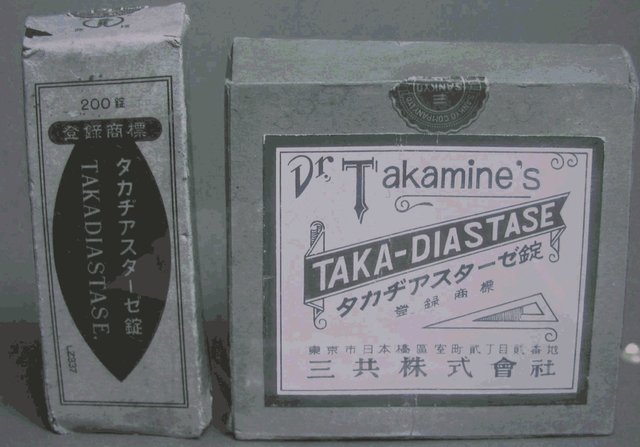 200錠
登録商標
タカヂアスターゼ錠
TAKADIASTASE.
L2337
SANKYO
Dr. Takamine's
TAKA-DIASTASE
タカヂアスターゼ錠
登録商標
東京市日本橋區室町貳丁目貳番地
三共株式會社